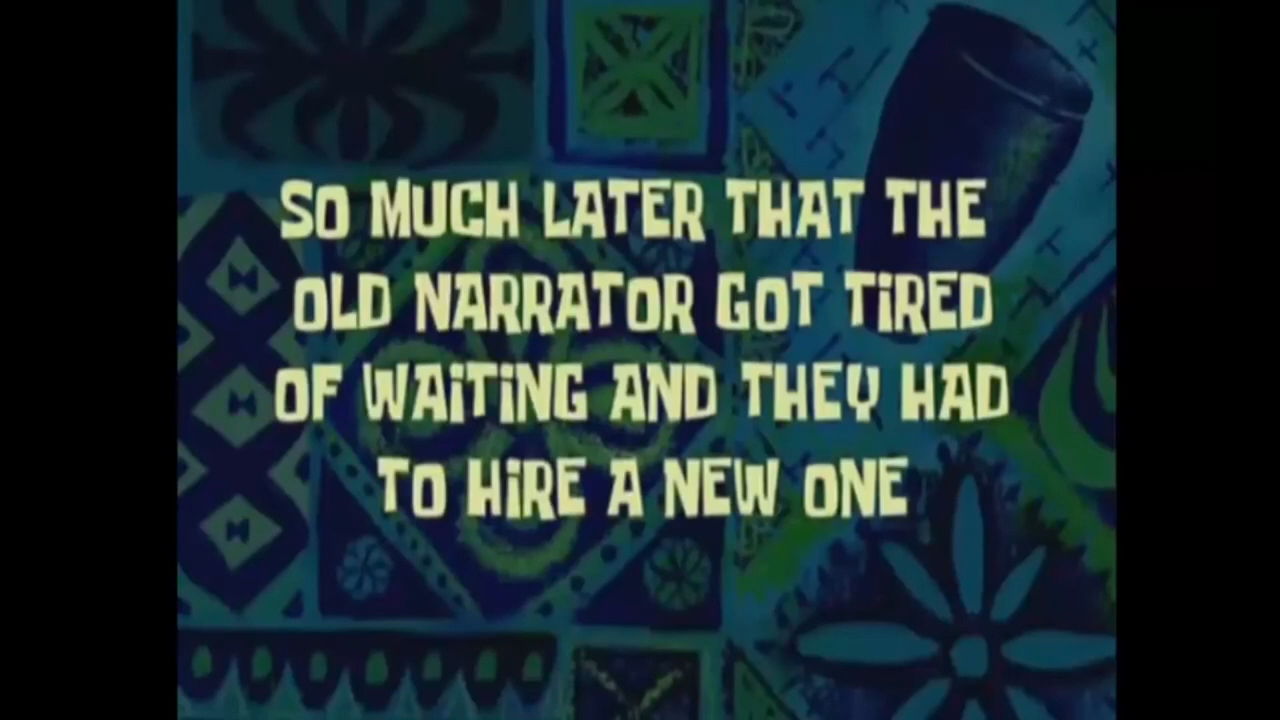 SO MUCH LATER THAT THE
OLD NARRATOR GOT TIRED
OF WAITING AND THEY HAD
TO HIRE A NEW ONE